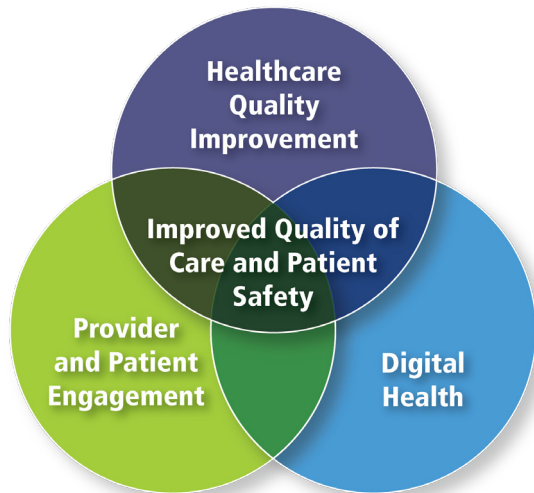 Healthcare
Quality
Improvement
Improved Quality of
Care and Patient
Safety
Provider
and Patient
Engagement
Digital
Health